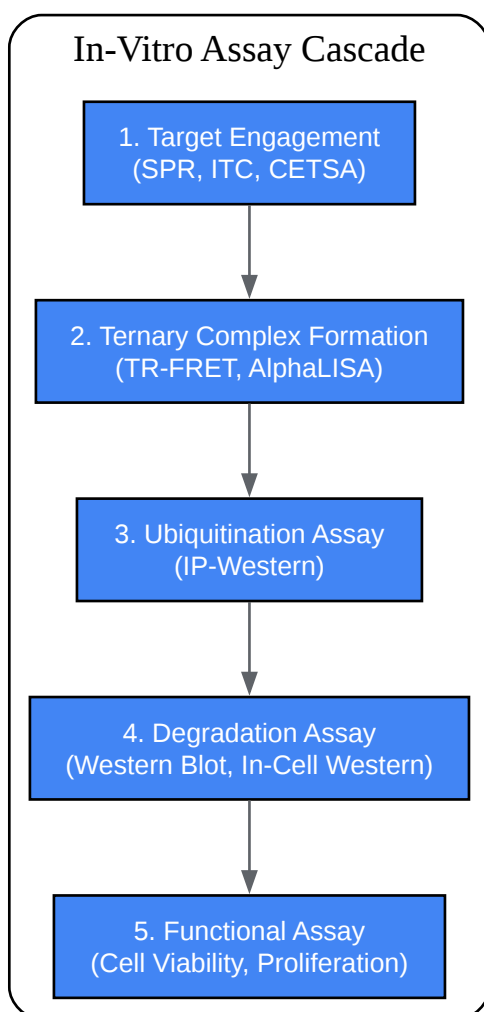 In-Vitro Assay Cascade
1. Target Engagement
(SPR, ITC, CETSA)
2. Ternary Complex Formation
(TR-FRET, AlphaLISA)
3. Ubiquitination Assay
(IP-Western)
4. Degradation Assay
(Western Blot, In-Cell Western)
5. Functional Assay
(Cell Viability, Proliferation)